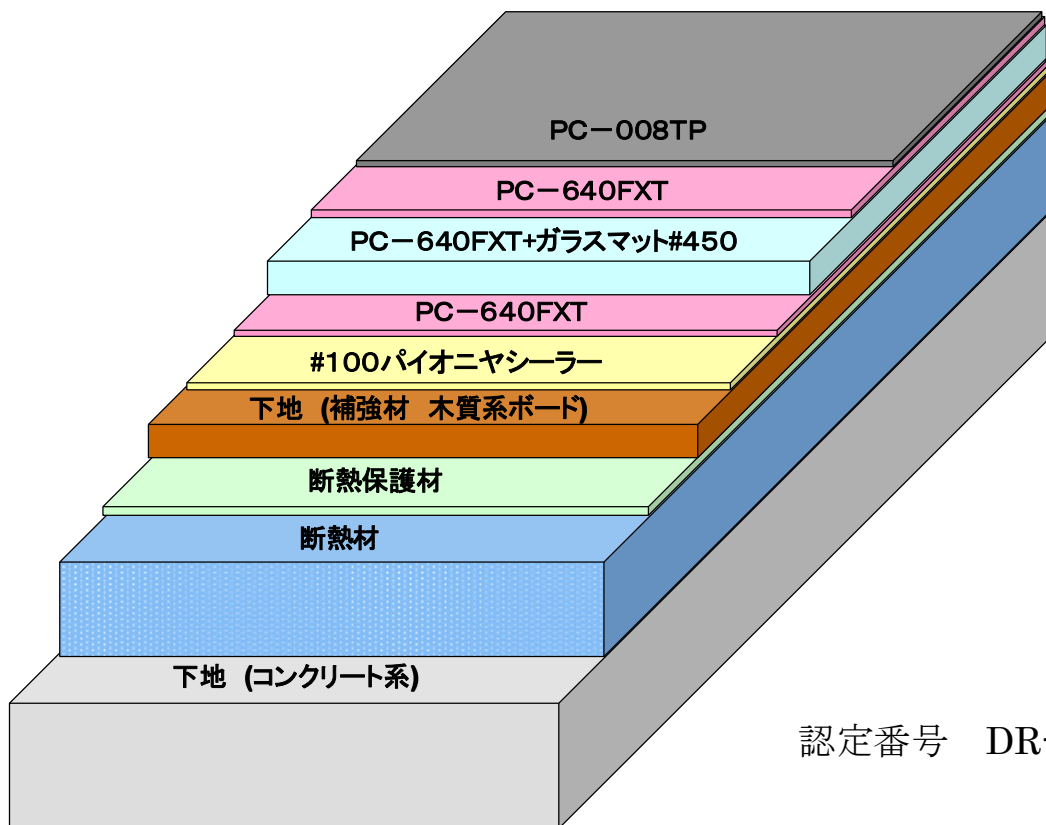 PC－008TP
PC－640FXT
PC－640FXT+ガラスマット#450
PC－640FXT
#100パイオニヤシーラー
下地 (補強材 木質系ボード)
断熱保護材
断熱材
下地 (コンクリート系)
認定番号 DR-